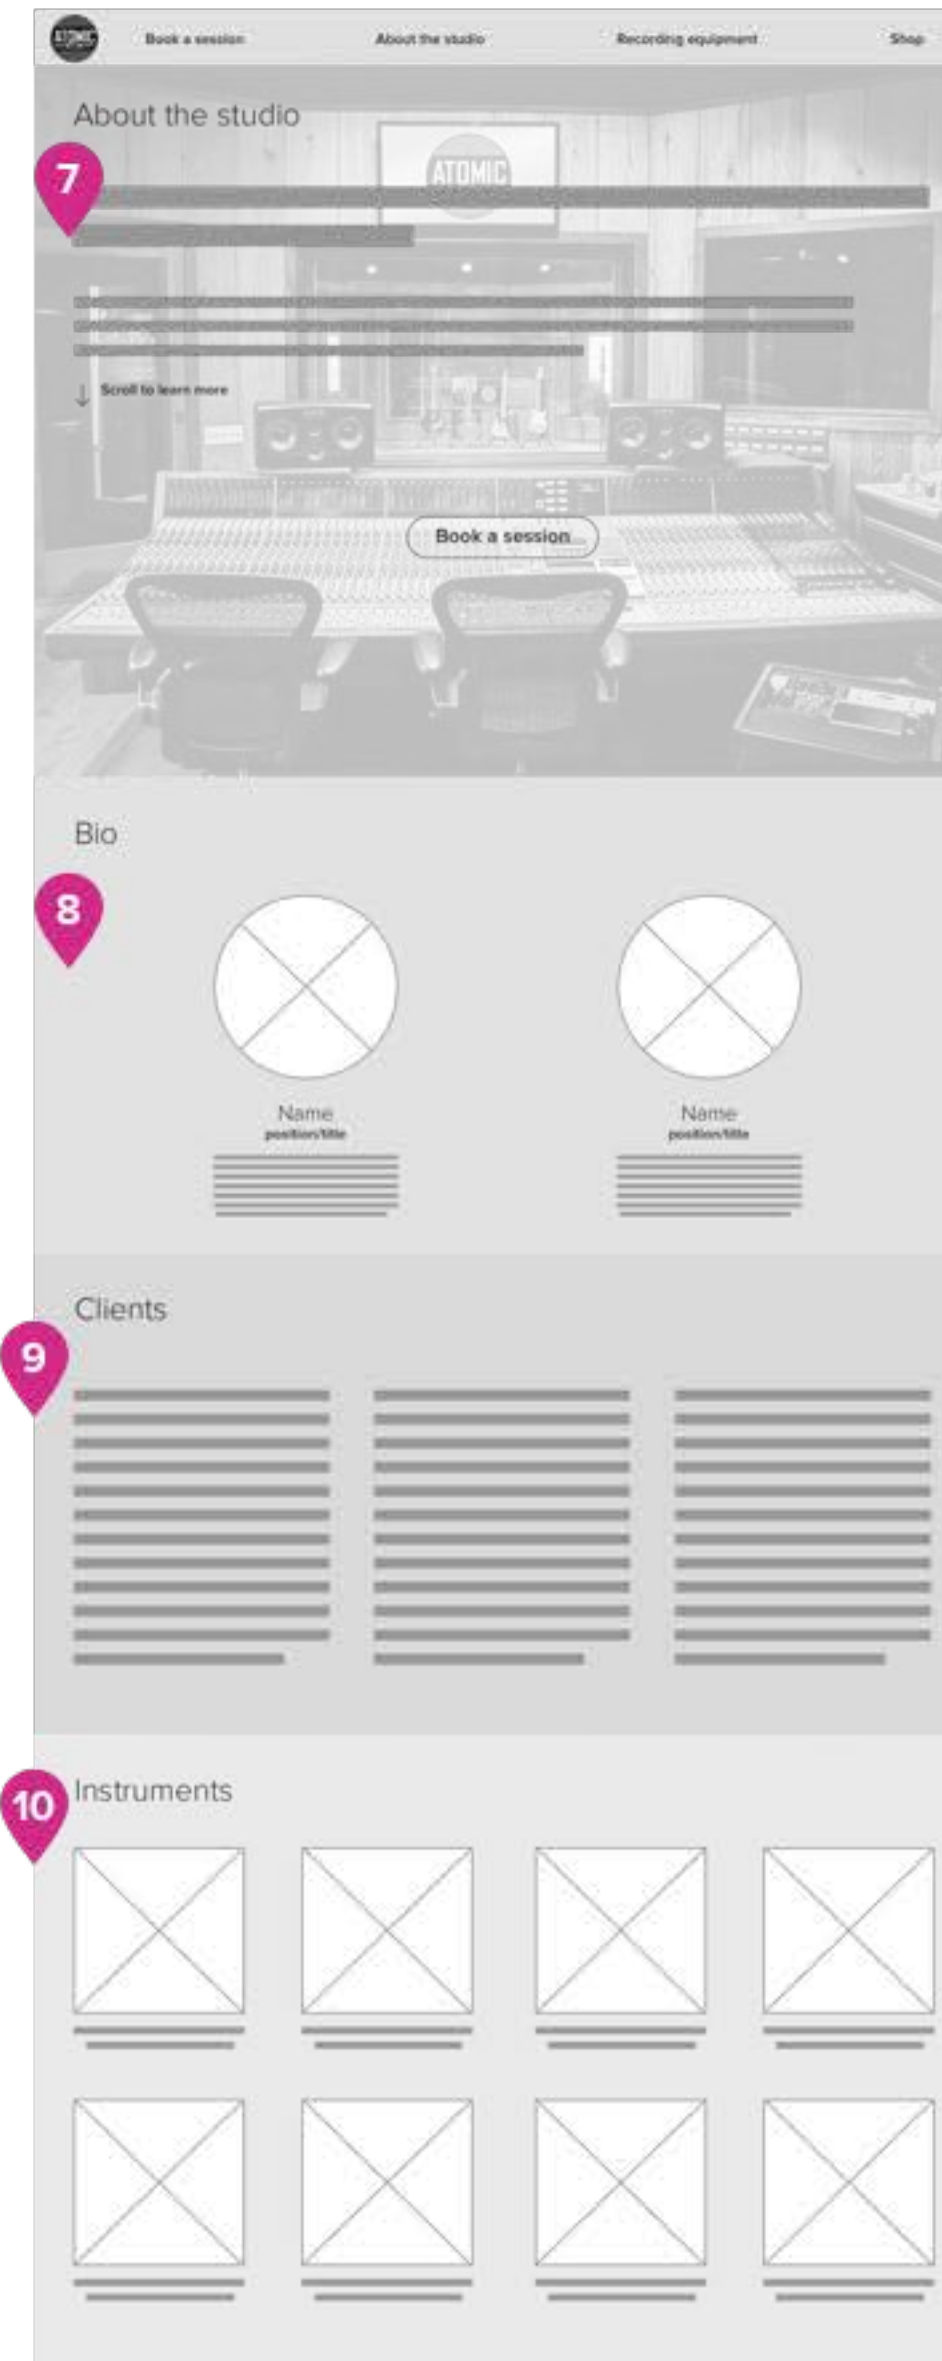 ATOMIC
Book a session About the studio Recording equipment Shop
About the studio
ATOMIC
7
Scroll to learn more
Book a session
Bio
8
Name Name
position/title position/title
Clients
9
Instruments
10